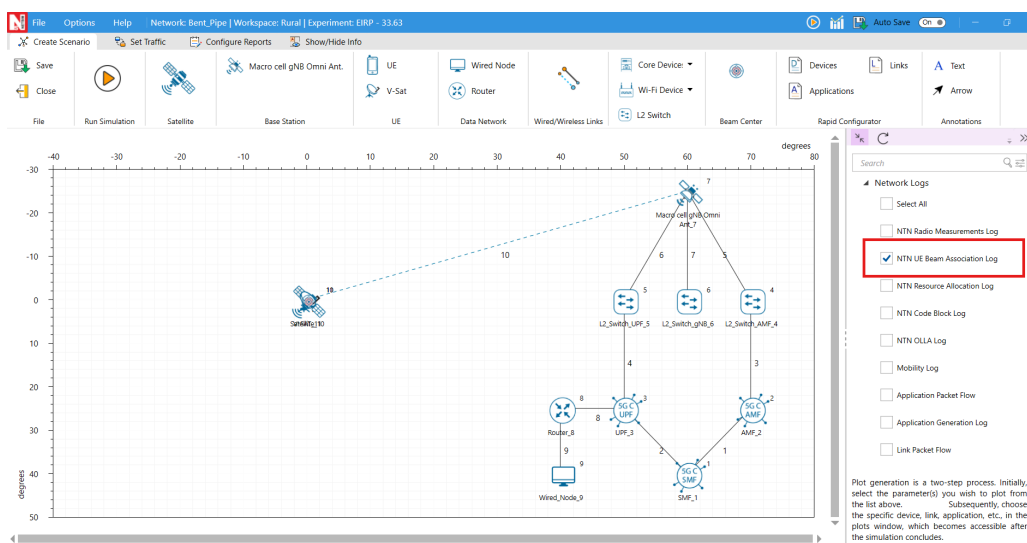 File Options Help Network: Bent_Pipe | Workspace: Rural | Experiment: EIRP - 33.63 Auto Save On
Create Scenario Set Traffic Configure Reports Show/Hide Info
Save Macro cell gNB Omni Ant. UE Wired Node Core Device Devices Links Text
Close V-Sat Router Wi-Fi Device Applications Arrow
L2 Switch
File Run Simulation Satellite Base Station UE Data Network Wired/Wireless Links Beam Center Rapid Configurator Annotations
degrees
-40 -30 -20 -10 0 10 20 30 40 50 60 70 80
-30
-20
-10
0
10
20
30
40
50
degrees
7
Macro cell gNB Omni
Ant_7
10
6 7 5
5 6 4
L2_Switch_UPF_5 L2_Switch_gNB_6 L2_Switch_AMF_4
4 3
8 3 2
5G C
UPF
5G C
AMF
8
Router_8 UPF_3 AMF_2
9 2 1
9 1
5G C
SMF
Wired_Node_9 SMF_1
Search
Network Logs
Select All
NTN Radio Measurements Log
NTN UE Beam Association Log
NTN Resource Allocation Log
NTN Code Block Log
NTN OLLA Log
Mobility Log
Application Packet Flow
Application Generation Log
Link Packet Flow
Plot generation is a two-step process. Initially,
select the parameter(s) you wish to plot from
the list above. Subsequently, choose
the specific device, link, application, etc., in the
plots window, which becomes accessible after
the simulation concludes.